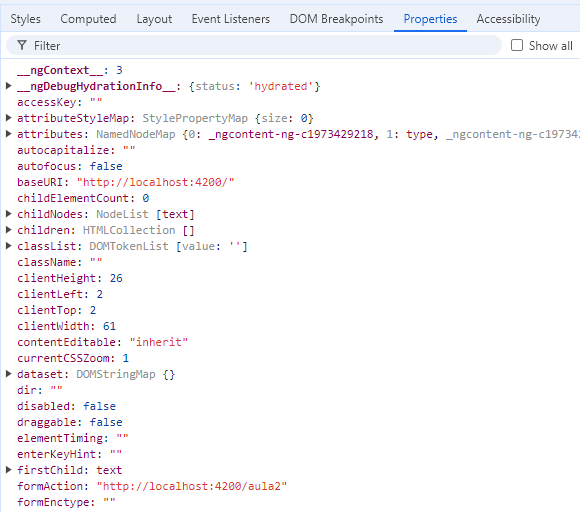 Styles Computed Layout Event Listeners DOM Breakpoints Properties Accessibility
Filter Show all
__ngContext__: 3
__ngDebugHydrationInfo__: {status: 'hydrated'}
accessKey: ""
attributeStyleMap: StylePropertyMap {size: 0}
attributes: NamedNodeMap {0: _ngcontent-ng-c1973429218, 1: type, _ngcontent-ng-c19734
autocapitalize: ""
autofocus: false
baseURI: "http://localhost:4200/"
childElementCount: 0
childNodes: NodeList [text]
children: HTMLCollection []
classList: DOMTokenList [value: '']
className: ""
clientHeight: 26
clientLeft: 2
clientTop: 2
clientWidth: 61
contentEditable: "inherit"
currentCSSZoom: 1
dataset: DOMStringMap {}
dir: ""
disabled: false
draggable: false
elementTiming: ""
enterKeyHint: ""
firstChild: text
formAction: "http://localhost:4200/aula2"
formEnctype: ""